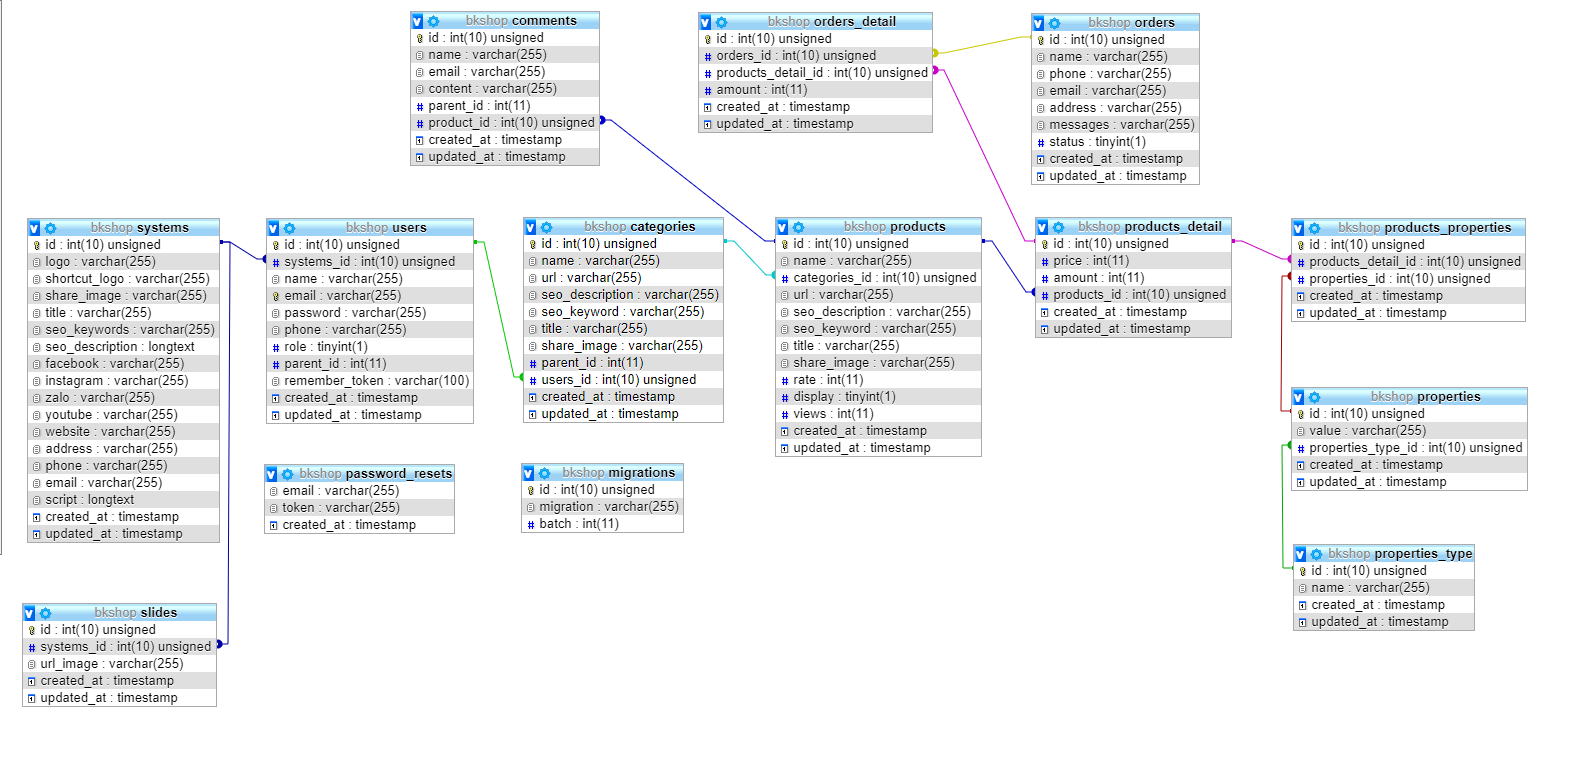 bkshop comments
id : int(10) unsigned
name : varchar(255)
email : varchar(255)
content : varchar(255)
parent_id : int(11)
product_id : int(10) unsigned
created_at : timestamp
updated_at : timestamp
bkshop orders_detail
id : int(10) unsigned
orders_id : int(10) unsigned
products_detail_id : int(10) unsigned
amount : int(11)
created_at : timestamp
updated_at : timestamp
bkshop orders
id : int(10) unsigned
name : varchar(255)
phone : varchar(255)
email : varchar(255)
address : varchar(255)
messages : varchar(255)
status : tinyint(1)
created_at : timestamp
updated_at : timestamp
bkshop systems
id : int(10) unsigned
logo : varchar(255)
shortcut_logo : varchar(255)
share_image : varchar(255)
title : varchar(255)
seo_keywords : varchar(255)
seo_description : longtext
facebook : varchar(255)
instagram : varchar(255)
zalo : varchar(255)
youtube : varchar(255)
website : varchar(255)
address : varchar(255)
phone : varchar(255)
email : varchar(255)
script : longtext
created_at : timestamp
updated_at : timestamp
bkshop users
id : int(10) unsigned
systems_id : int(10) unsigned
name : varchar(255)
email : varchar(255)
password : varchar(255)
phone : varchar(255)
role : tinyint(1)
parent_id : int(11)
remember_token : varchar(100)
created_at : timestamp
updated_at : timestamp
bkshop categories
id : int(10) unsigned
name : varchar(255)
url : varchar(255)
seo_description : varchar(255)
seo_keyword : varchar(255)
title : varchar(255)
share_image : varchar(255)
parent_id : int(11)
users_id : int(10) unsigned
created_at : timestamp
updated_at : timestamp
bkshop products
id : int(10) unsigned
name : varchar(255)
categories_id : int(10) unsigned
url : varchar(255)
seo_description : varchar(255)
seo_keyword : varchar(255)
title : varchar(255)
share_image : varchar(255)
rate : int(11)
display : tinyint(1)
views : int(11)
created_at : timestamp
updated_at : timestamp
bkshop products_detail
id : int(10) unsigned
price : int(11)
amount : int(11)
products_id : int(10) unsigned
created_at : timestamp
updated_at : timestamp
bkshop products_properties
id : int(10) unsigned
products_detail_id : int(10) unsigned
properties_id : int(10) unsigned
created_at : timestamp
updated_at : timestamp
bkshop properties
id : int(10) unsigned
value : varchar(255)
properties_type_id : int(10) unsigned
created_at : timestamp
updated_at : timestamp
bkshop password_resets
email : varchar(255)
token : varchar(255)
created_at : timestamp
bkshop migrations
id : int(10) unsigned
migration : varchar(255)
batch : int(11)
bkshop properties_type
id : int(10) unsigned
name : varchar(255)
created_at : timestamp
updated_at : timestamp
bkshop slides
id : int(10) unsigned
systems_id : int(10) unsigned
url_image : varchar(255)
created_at : timestamp
updated_at : timestamp